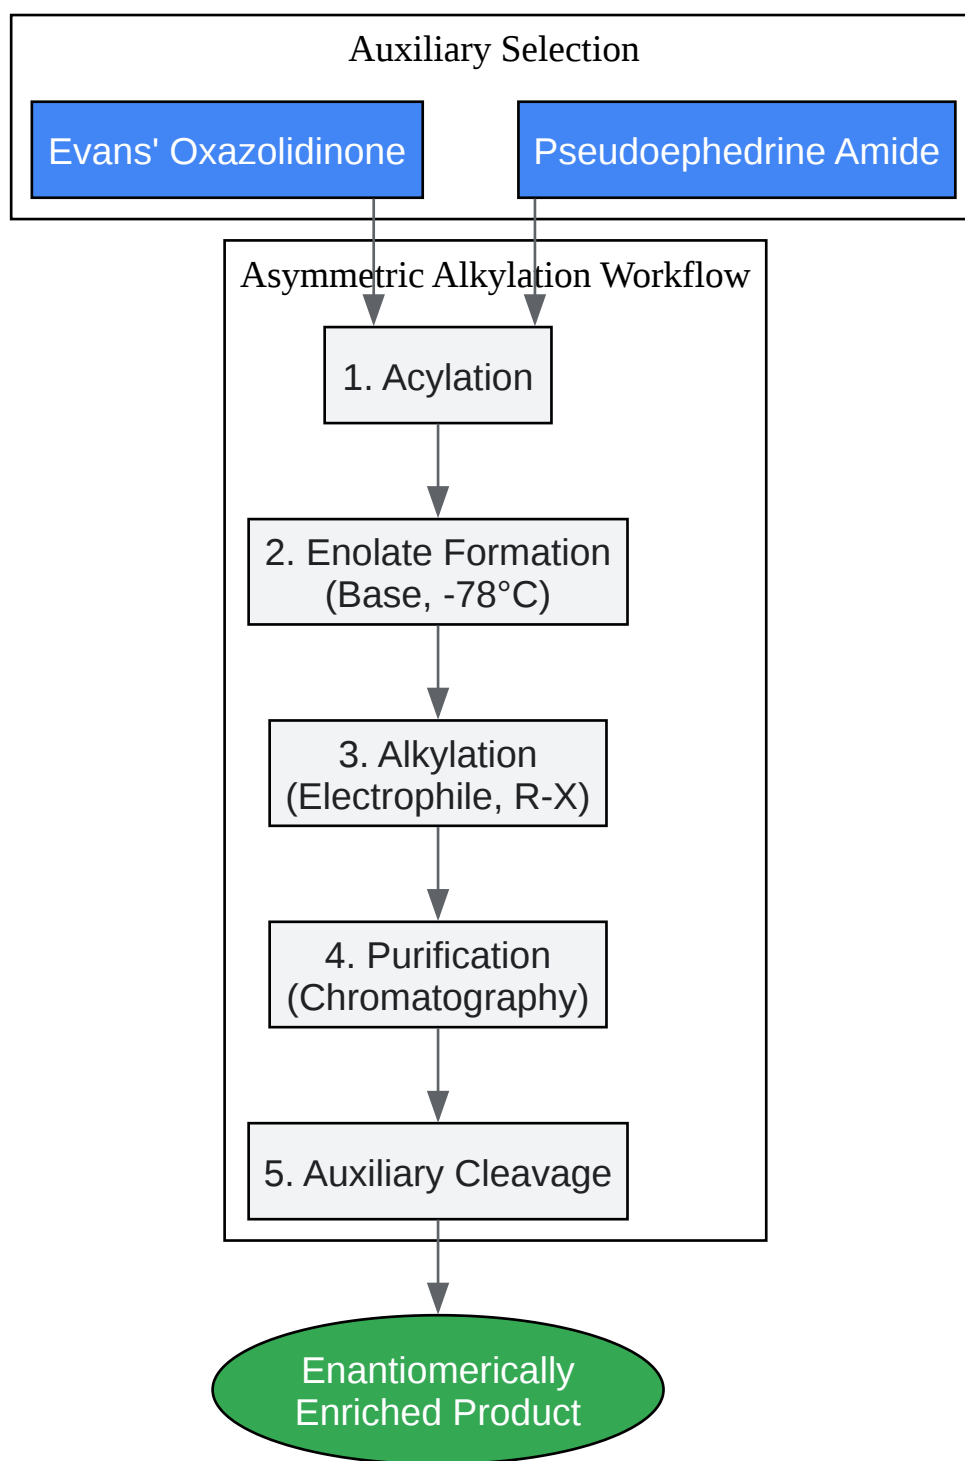 Auxiliary Selection
Evans' Oxazolidinone
Pseudoephedrine Amide
Asymmetric Alkylation Workflow
1. Acylation
2. Enolate Formation
(Base, -78°C)
3. Alkylation
(Electrophile, R-X)
4. Purification
(Chromatography)
5. Auxiliary Cleavage
Enantiomerically
Enriched Product